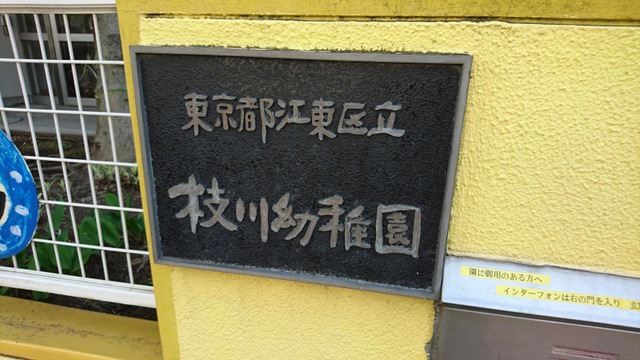 東京都江東区立
枝川幼稚園
園に御用のある方へ
インターフォンは右の門を入り